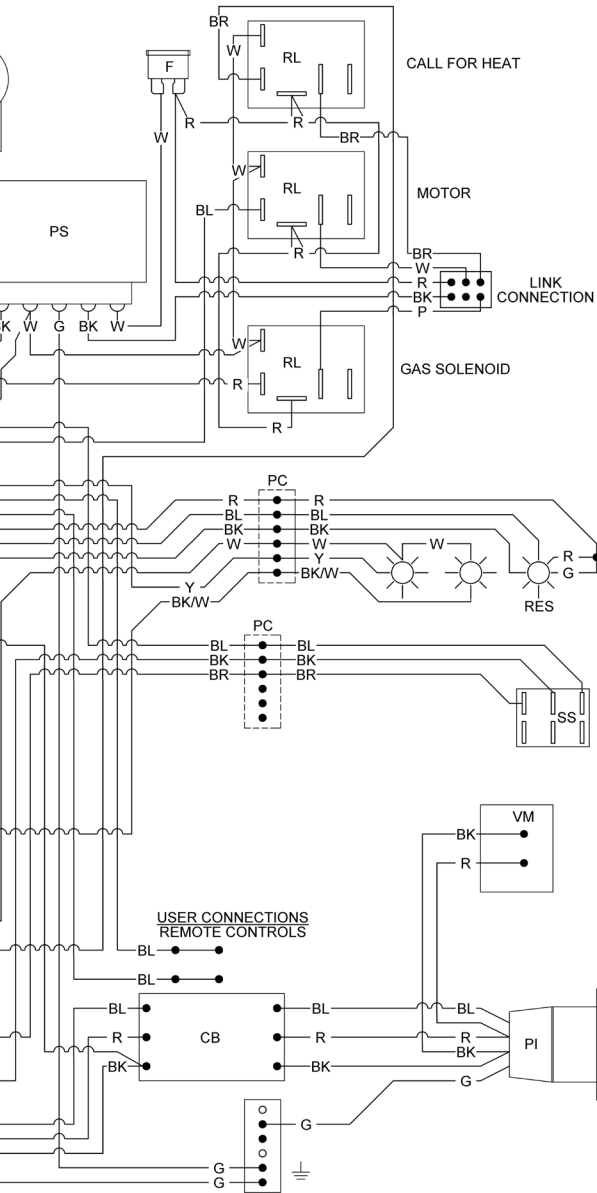 BR
W
RL
CALL FOR HEAT
F
R
R
W
BR
W
RL
MOTOR
BL
PS
R
BR
W
R
BK
P
LINK
CONNECTION
K
W
G
BK
W
W
RL
GAS SOLENOID
R
R
PC
R
R
BL
BL
BK
BK
W
W
W
Y
Y
BK/W
BK/W
R
G
RES
PC
BL
BL
BK
BK
BR
BR
SS
VM
BK
R
USER CONNECTIONS
REMOTE CONTROLS
BL
BL
BL
BL
BL
R
CB
R
R
PI
BK
BK
BK
G
G
G
G